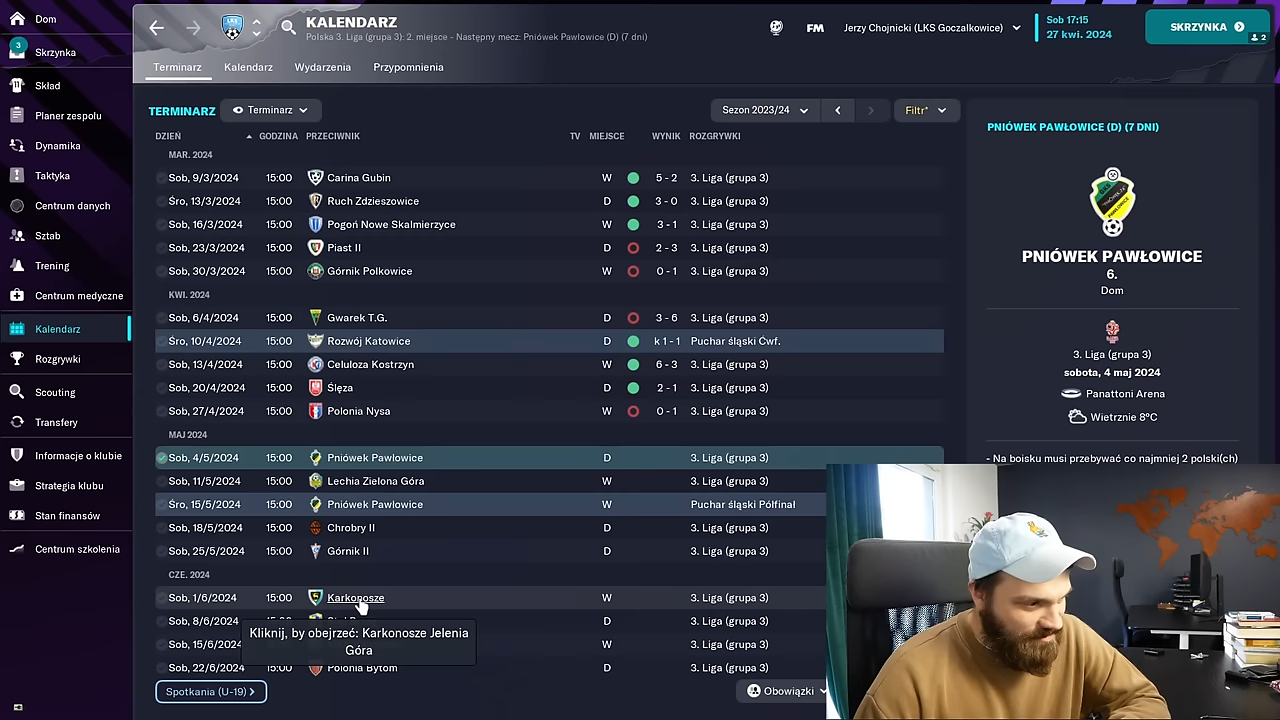 Dom
3
Skrzynka
Skład
Planer zespołu
Dynamika
Taktyka
Centrum danych
Sztab
Trening
Centrum medyczne
Kalendarz
Rozgrywki
Scouting
Transfery
Informacje o klubie
Strategia klubu
Stan finansów
Centrum szkolenia
KALENDARZ
Polska 3. Liga (grupa 3): 2. miejsce - Następny mecz: Pniówek Pawlowice (D) (7 dni)
FM
Jerzy Chojnicki (LKS Goczalkowice)
Sob 17:15
27 kwi. 2024
SKRZYNKA
2
Terminarz Kalendarz Wydarzenia Przypomnienia
TERMINARZ Terminarz Sezon 2023/24 Filtr*
DZIEŃ GODZINA PRZECIWNIK TV MIEJSCE WYNIK ROZGRYWKI
MAR. 2024
Sob, 9/3/2024 15:00 Carina Gubin W 5 - 2 3. Liga (grupa 3)
Śro, 13/3/2024 15:00 Ruch Zdzieszowice D 3 - 0 3. Liga (grupa 3)
Sob, 16/3/2024 15:00 Pogoń Nowe Skalmierzyce W 3 - 1 3. Liga (grupa 3)
Sob, 23/3/2024 15:00 Piast II D 2 - 3 3. Liga (grupa 3)
Sob, 30/3/2024 15:00 Górnik Polkowice W 0 - 1 3. Liga (grupa 3)
KWI. 2024
Sob, 6/4/2024 15:00 Gwarek T.G. D 3 - 6 3. Liga (grupa 3)
Śro, 10/4/2024 15:00 Rozwój Katowice D k 1 - 1 Puchar śląski Ćwf.
Sob, 13/4/2024 15:00 Celuloza Kostrzyn W 6 - 3 3. Liga (grupa 3)
Sob, 20/4/2024 15:00 Ślęza D 2 - 1 3. Liga (grupa 3)
Sob, 27/4/2024 15:00 Polonia Nysa W 0 - 1 3. Liga (grupa 3)
MAJ 2024
Sob, 4/5/2024 15:00 Pniówek Pawlowice D 3. Liga (grupa 3)
Sob, 11/5/2024 15:00 Lechia Zielona Góra W 3. Liga (grupa 3)
Śro, 15/5/2024 15:00 Pniówek Pawlowice W Puchar śląski Półfinał
Sob, 18/5/2024 15:00 Chrobry II D 3. Liga (grupa 3)
Sob, 25/5/2024 15:00 Górnik II D 3. Liga (grupa 3)
CZE. 2024
Sob, 1/6/2024 15:00 Karkonosze W 3. Liga (grupa 3)
Sob, 8/6/2024 D 3. Liga (grupa 3)
Sob, 15/6/ W 3. Liga (grupa 3)
Sob, 22/6/ 15:00 Polonia Bytom D 3. Liga (grupa 3)
Kliknij, by obejrzeć: Karkonosze Jelenia
Góra
Spotkania (U-19)
Obowiązki
PNIÓWEK PAWŁOWICE (D) (7 DNI)
PNIÓWEK PAWŁOWICE
6.
Dom
3. Liga (grupa 3)
sobota, 4 maj 2024
Panattoni Arena
Wietrznie 8°C
- Na boisku musi przebywać co najmniej 2 polski(ch)